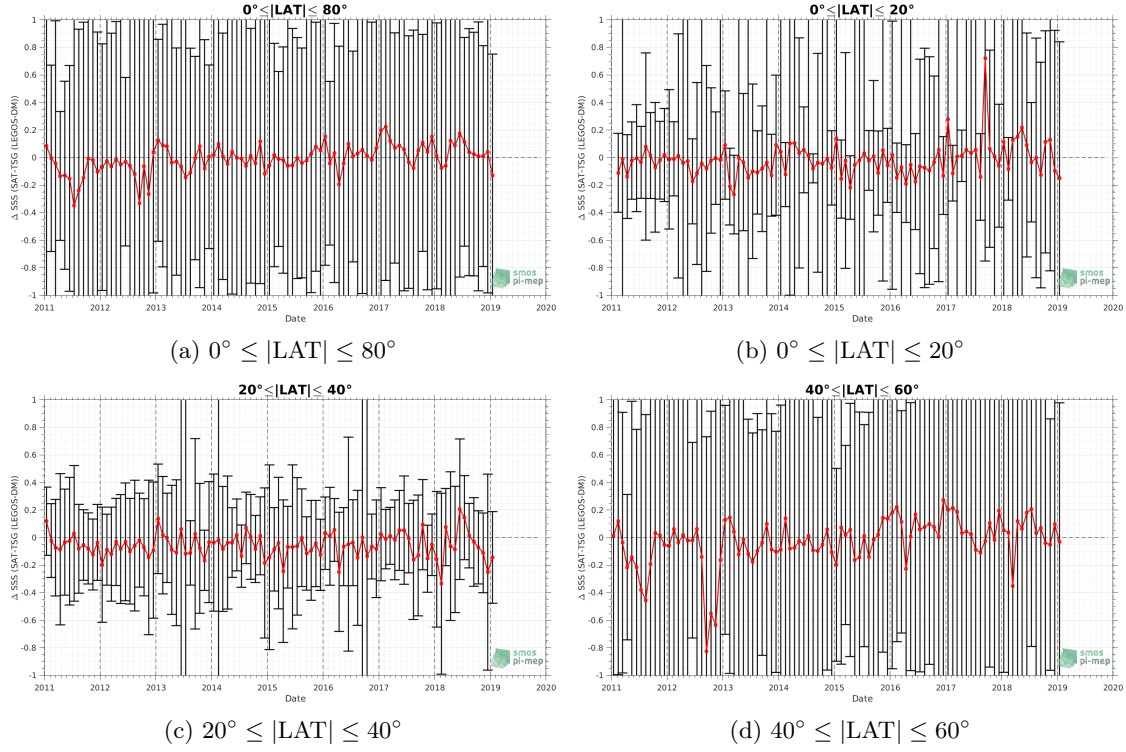 0°≤|LAT|≤ 80°
Δ SSS (SAT-TSG (LEGOS-DM))
1
0.8
0.6
0.4
0.2
0
-0.2
-0.4
-0.6
-0.8
-1
2011 2012 2013 2014 2015 2016 2017 2018 2019 2020
Date
smos
pi-mep
(a) 0° ≤ |LAT| ≤ 80°
0°≤|LAT|≤ 20°
Δ SSS (SAT-TSG (LEGOS-DM))
1
0.8
0.6
0.4
0.2
0
-0.2
-0.4
-0.6
-0.8
-1
2011 2012 2013 2014 2015 2016 2017 2018 2019 2020
Date
smos
pi-mep
(b) 0° ≤ |LAT| ≤ 20°
20°≤|LAT|≤ 40°
Δ SSS (SAT-TSG (LEGOS-DM))
1
0.8
0.6
0.4
0.2
0
-0.2
-0.4
-0.6
-0.8
-1
2011 2012 2013 2014 2015 2016 2017 2018 2019 2020
Date
smos
pi-mep
(c) 20° ≤ |LAT| ≤ 40°
40°≤|LAT|≤ 60°
Δ SSS (SAT-TSG (LEGOS-DM))
1
0.8
0.6
0.4
0.2
0
-0.2
-0.4
-0.6
-0.8
-1
2011 2012 2013 2014 2015 2016 2017 2018 2019 2020
Date
smos
pi-mep
(d) 40° ≤ |LAT| ≤ 60°